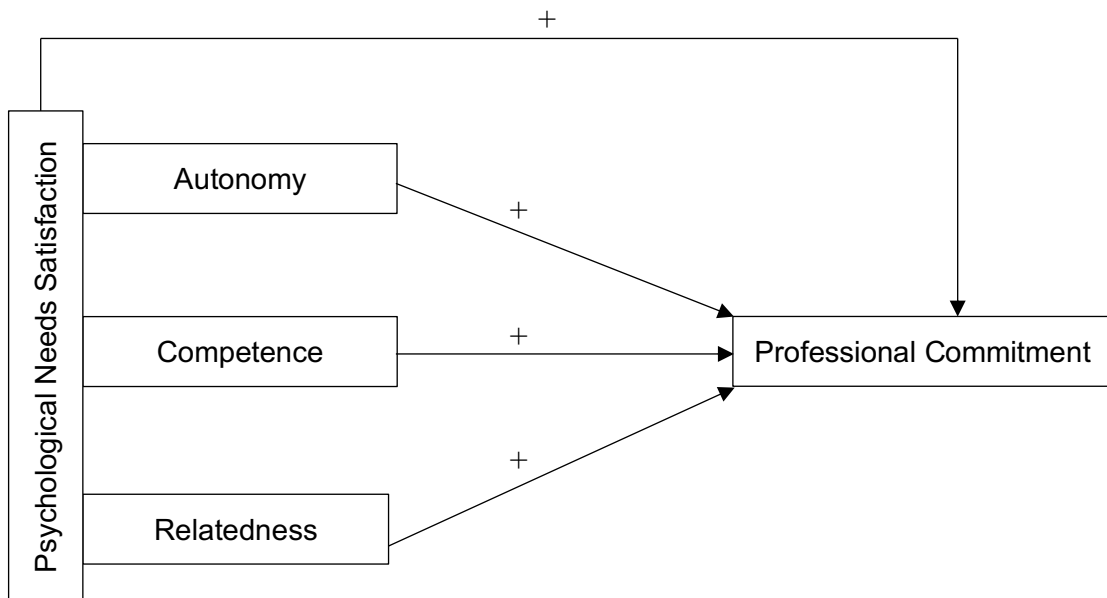 +
Psychological Needs Satisfaction
Autonomy
+
Competence
+
Professional Commitment
Relatedness
+